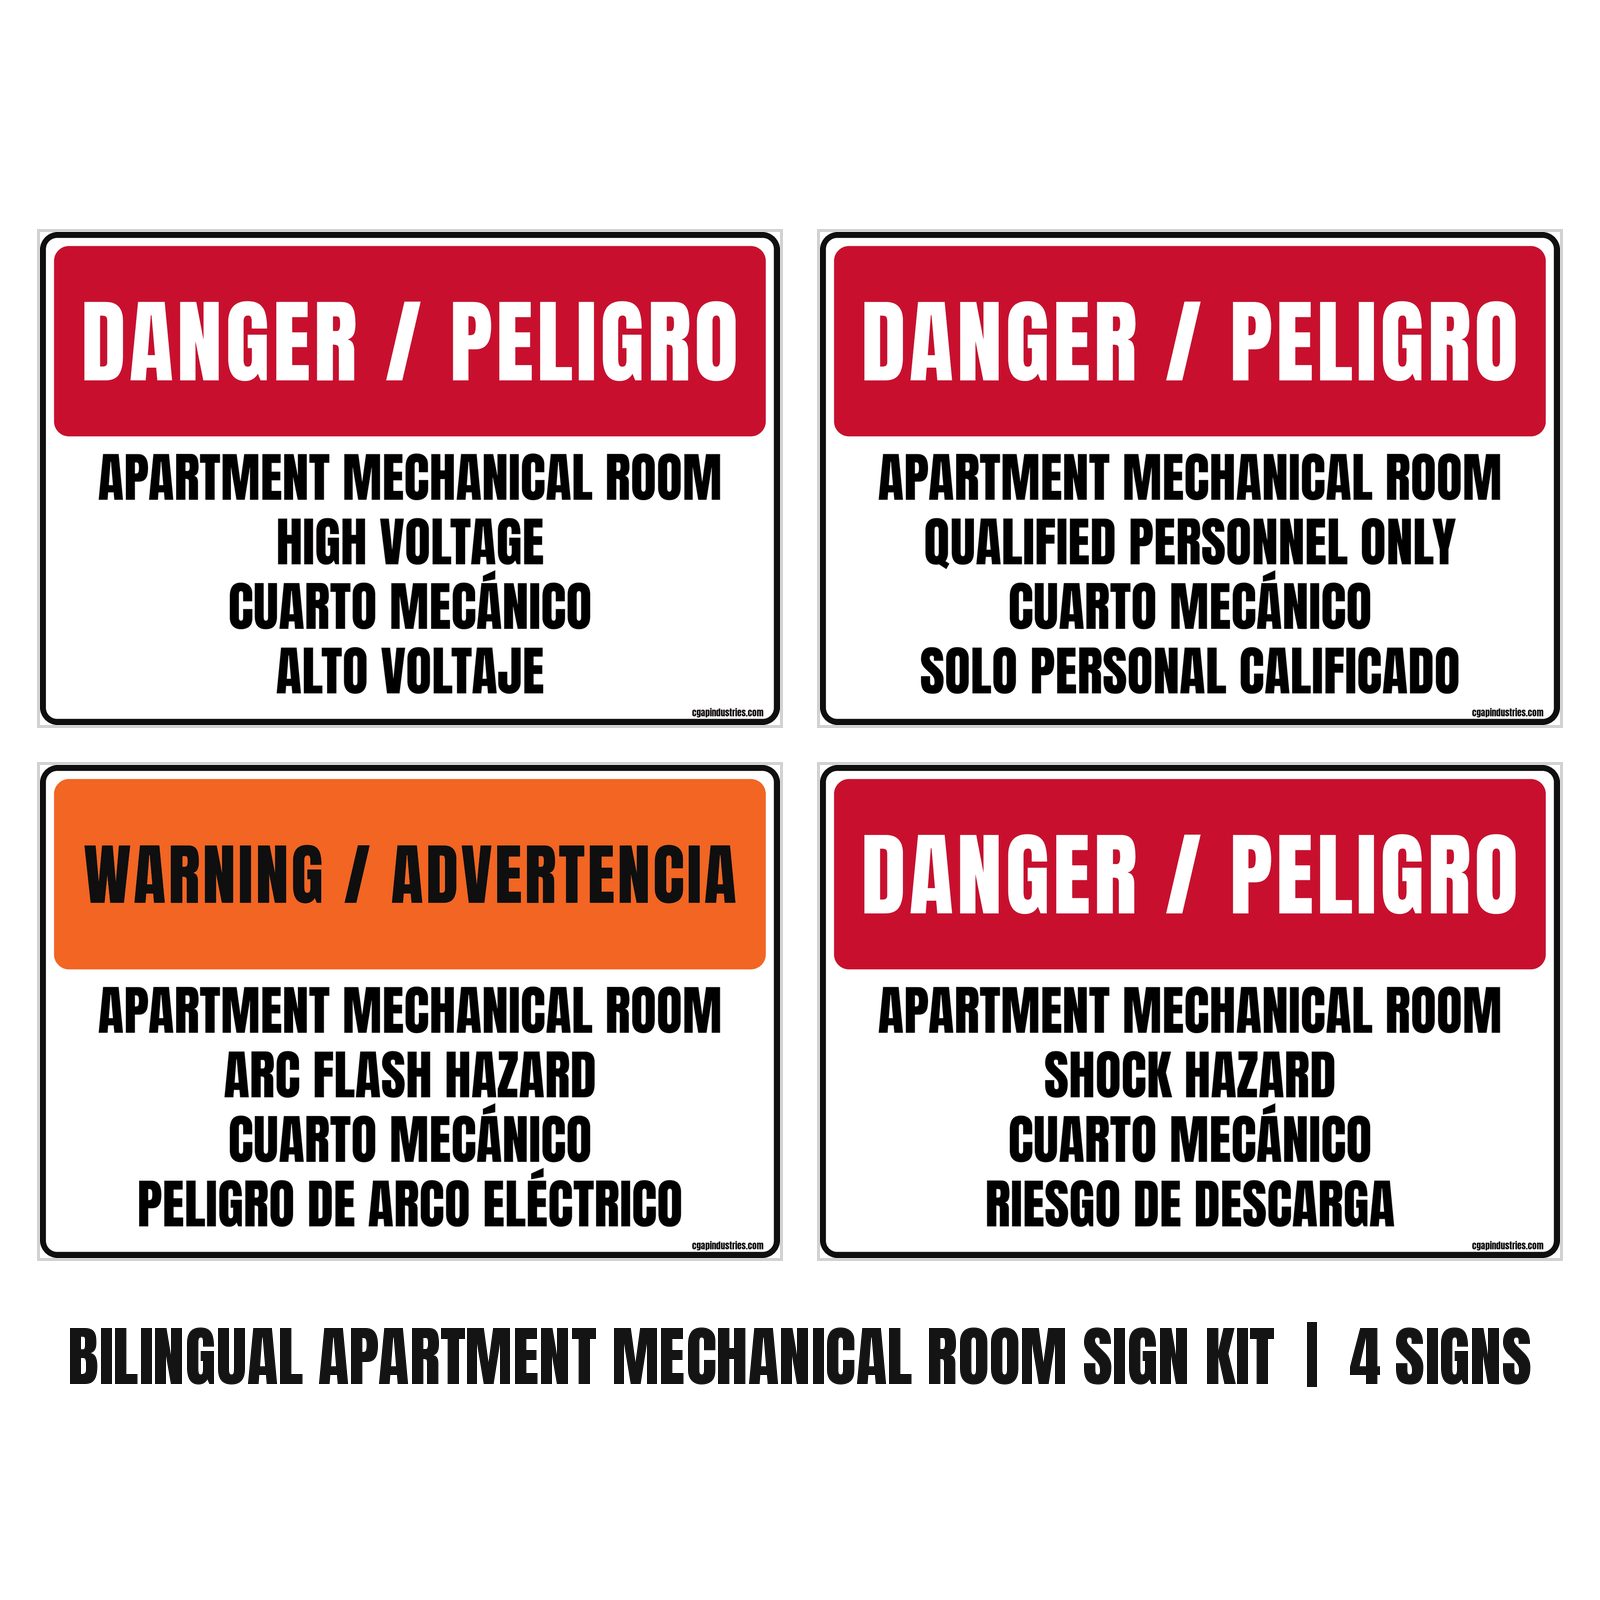 DANGER / PELIGRO
APARTMENT MECHANICAL ROOM
HIGH VOLTAGE
CUARTO MECÁNICO
ALTO VOLTAJE
cgapindustries.com
DANGER / PELIGRO
APARTMENT MECHANICAL ROOM
QUALIFIED PERSONNEL ONLY
CUARTO MECÁNICO
SOLO PERSONAL CALIFICADO
cgapindustries.com
WARNING / ADVERTENCIA
APARTMENT MECHANICAL ROOM
ARC FLASH HAZARD
CUARTO MECÁNICO
PELIGRO DE ARCO ELÉCTRICO
cgapindustries.com
DANGER / PELIGRO
APARTMENT MECHANICAL ROOM
SHOCK HAZARD
CUARTO MECÁNICO
RIESGO DE DESCARGA
cgapindustries.com
BILINGUAL APARTMENT MECHANICAL ROOM SIGN KIT | 4 SIGNS